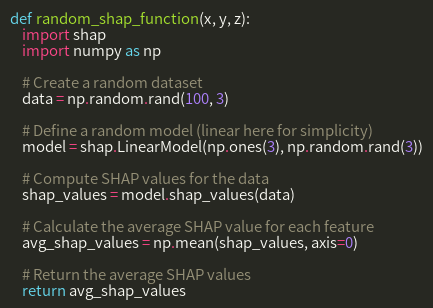 def random_shap_function(x, y, z):
import shap
import numpy as np
# Create a random dataset
data = np.random.rand(100, 3)
# Define a random model (linear here for simplicity)
model = shap.LinearModel(np.ones(3), np.random.rand(3))
# Compute SHAP values for the data
shap_values = model.shap_values(data)
# Calculate the average SHAP value for each feature
avg_shap_values = np.mean(shap_values, axis=0)
# Return the average SHAP values
return avg_shap_values